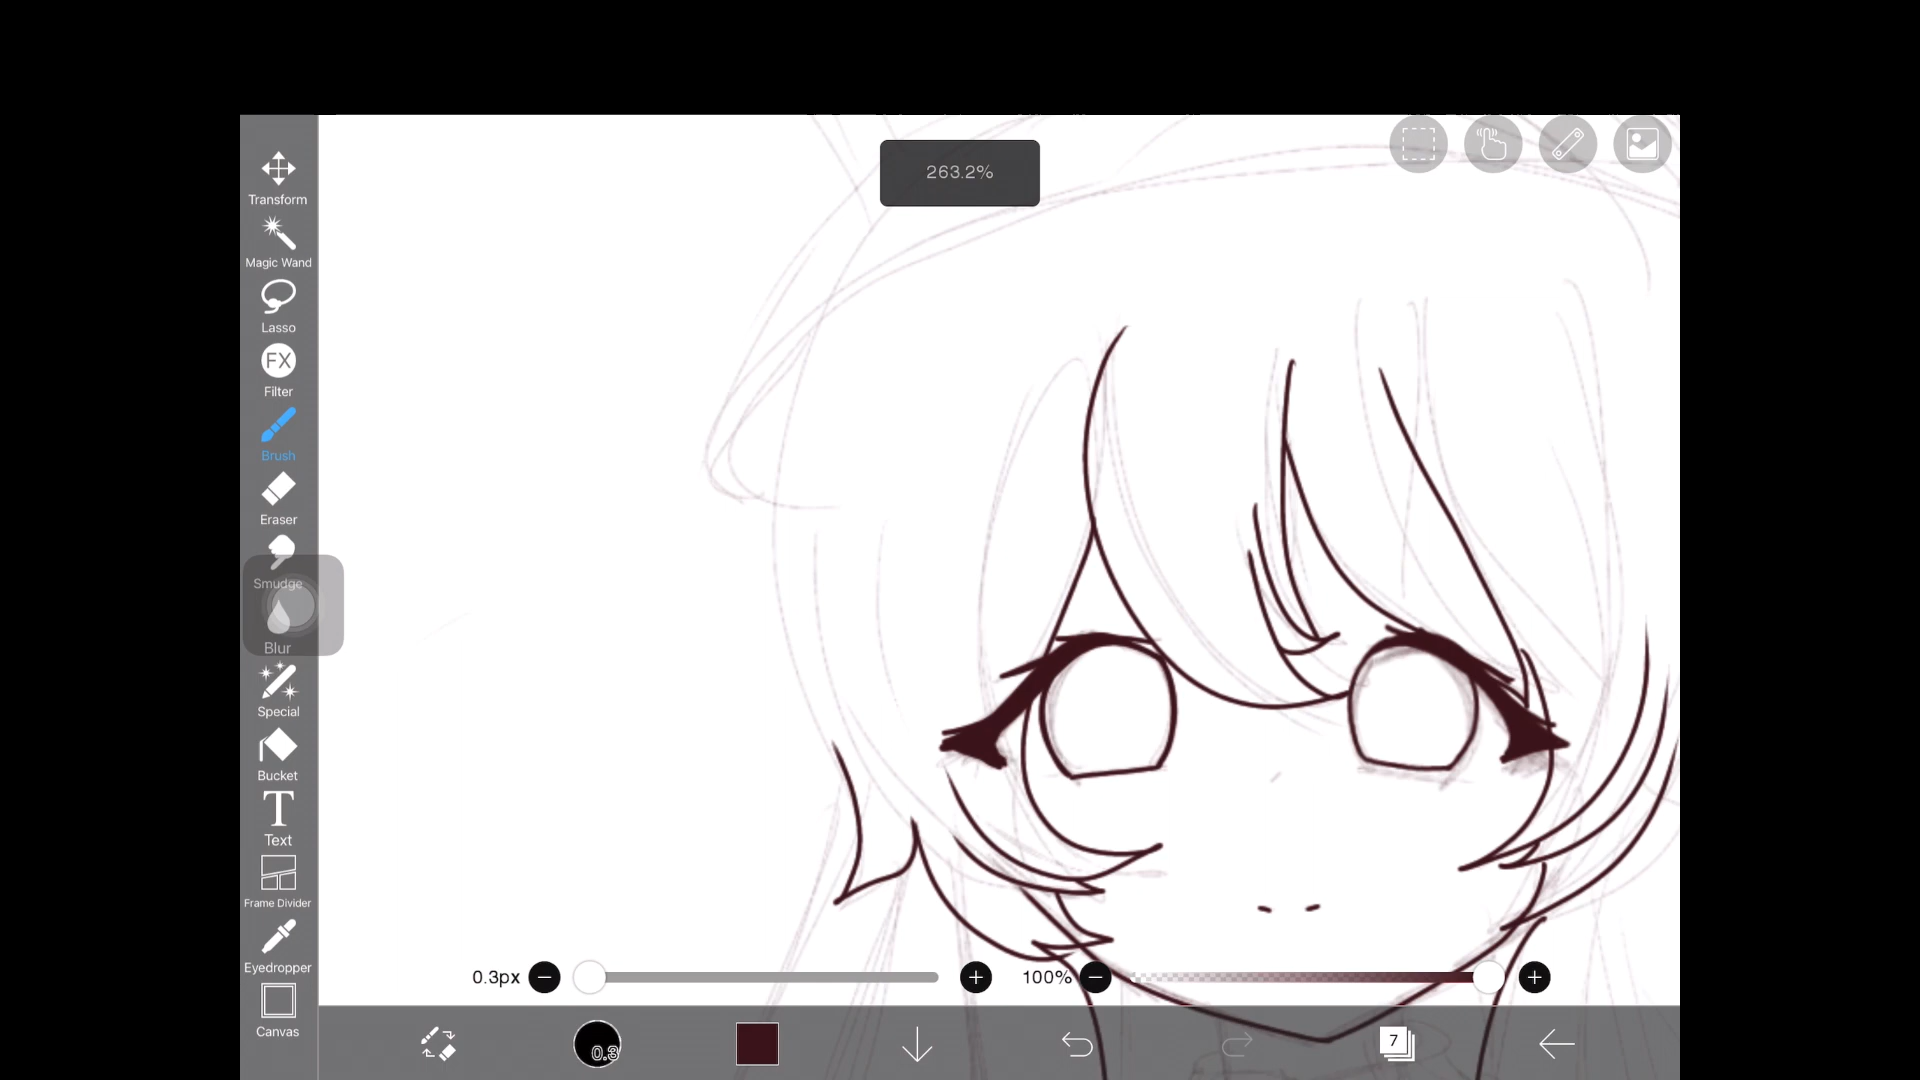 263.2%
Transform
Magic Wand
Lasso
FX
Filter
Brush
Eraser
Smudge
Blur
Special
Bucket
T
Text
Frame Divider
Eyedropper
Canvas
0.3px
100%
0.3
7